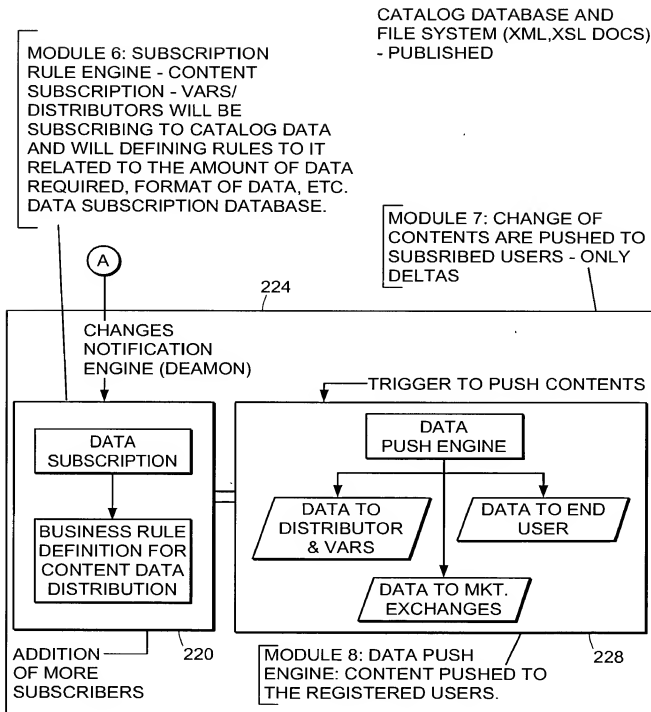 CATALOG DATABASE AND
FILE SYSTEM (XML,XSL DOCS)
- PUBLISHED
MODULE 6: SUBSCRIPTION
RULE ENGINE - CONTENT
SUBSCRIPTION - VARS/
DISTRIBUTORS WILL BE
SUBSCRIBING TO CATALOG DATA
AND WILL DEFINING RULES TO IT
RELATED TO THE AMOUNT OF DATA
REQUIRED, FORMAT OF DATA, ETC.
DATA SUBSCRIPTION DATABASE.
MODULE 7: CHANGE OF
CONTENTS ARE PUSHED TO
SUBSRIBED USERS - ONLY
DELTAS
A
224
CHANGES
NOTIFICATION
ENGINE (DEAMON)
TRIGGER TO PUSH CONTENTS
DATA
SUBSCRIPTION
BUSINESS RULE
DEFINITION FOR
CONTENT DATA
DISTRIBUTION
DATA
PUSH ENGINE
DATA TO
DISTRIBUTOR
& VARS
DATA TO END
USER
DATA TO MKT.
EXCHANGES
ADDITION
OF MORE
SUBSCRIBERS
220
MODULE 8: DATA PUSH
ENGINE: CONTENT PUSHED TO
THE REGISTERED USERS.
228